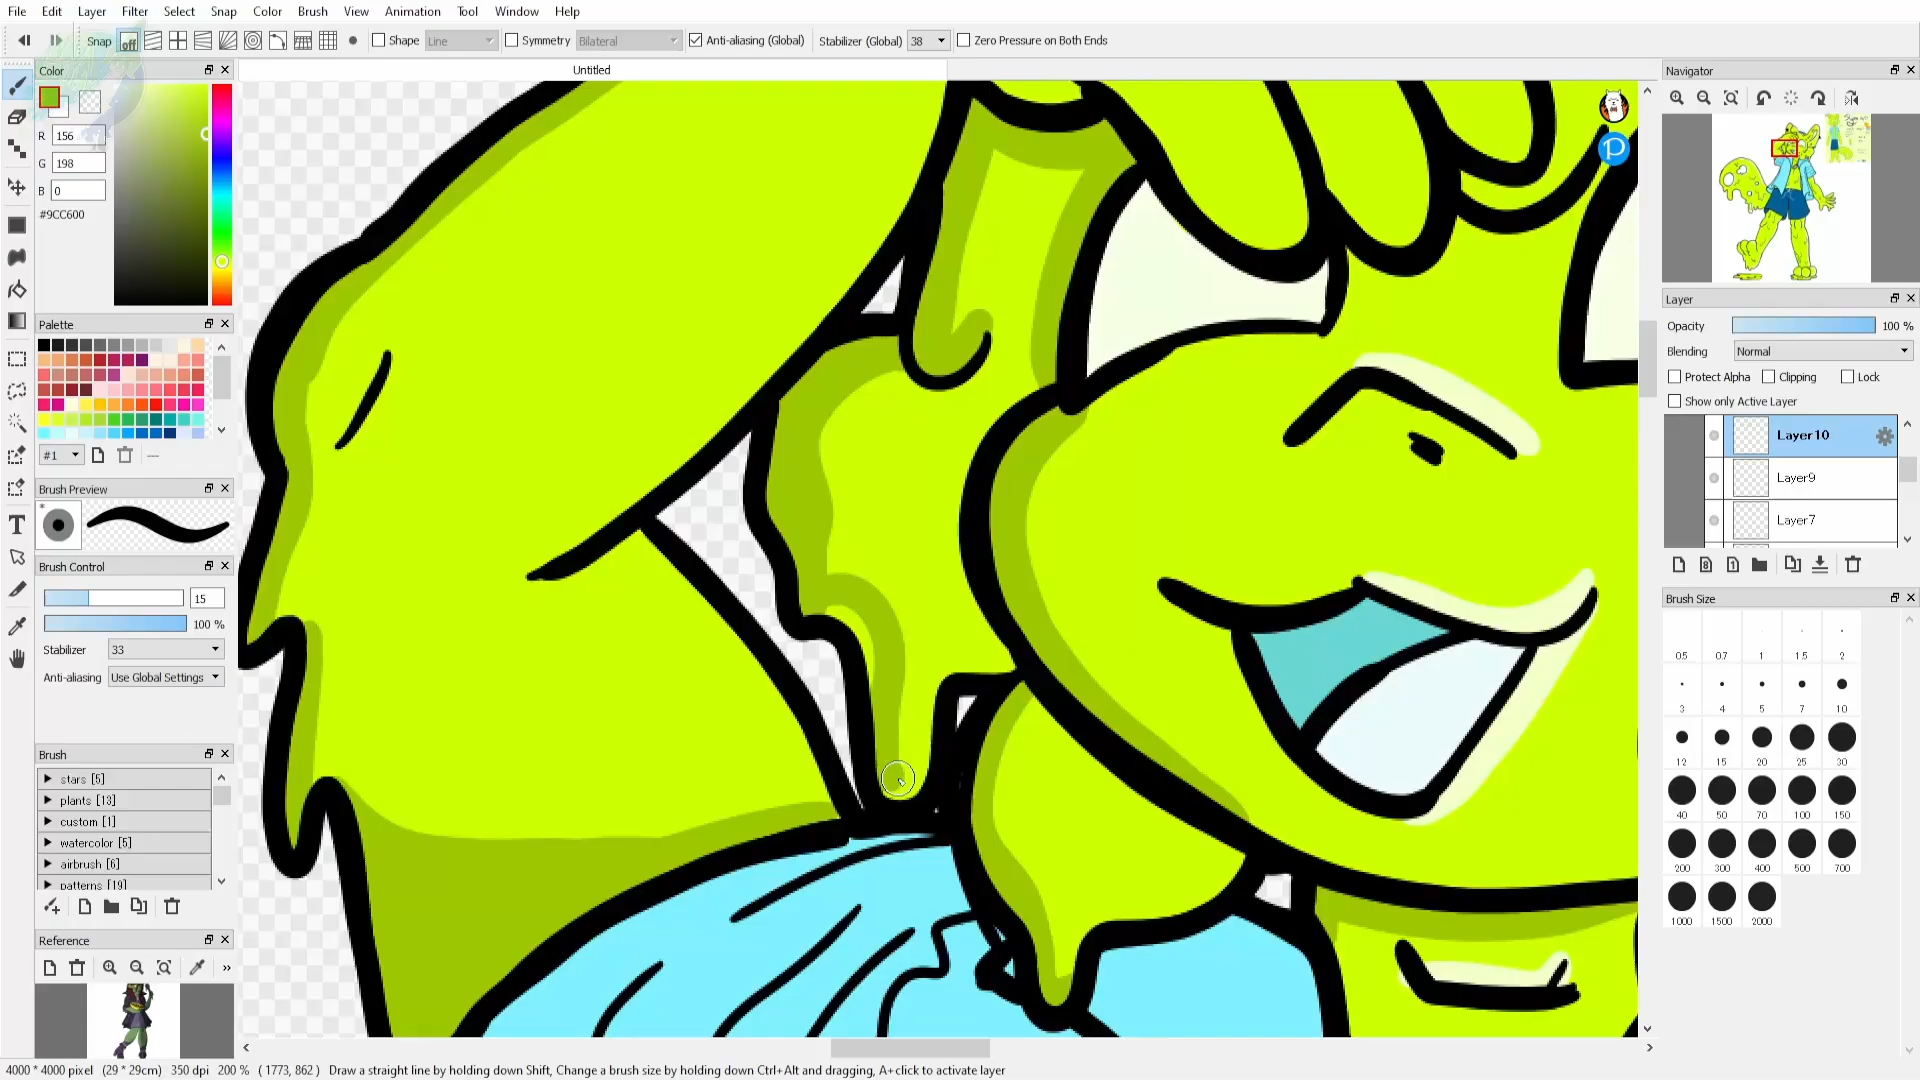 File Edit Layer Filter Select Snap Color Brush View Animation Tool Window Help
Snap off Shape Line Symmetry Bilateral Anti-aliasing (Global) Stabilizer (Global) 38 Zero Pressure on Both Ends
Color
Untitled
Navigator
R 156
G 198
B 0
#9CC600
Palette
#1
Brush Preview
Brush Control
15
100 %
Stabilizer 33
Anti-aliasing Use Global Settings
Brush
stars [5]
plants [13]
custom [1]
watercolor [5]
airbrush [6]
patterns [19]
Reference
Layer
Opacity 100 %
Blending Normal
Protect Alpha Clipping Lock
Show only Active Layer
Layer10
Layer9
Layer7
Brush Size
0.5 0.7 1 1.5 2
3 4 5 7 10
12 15 20 25 30
40 50 70 100 150
200 300 400 500 700
1000 1500 2000
4000 * 4000 pixel (29 * 29cm) 350 dpi 200 % ( 1773, 862 ) Draw a straight line by holding down Shift, Change a brush size by holding down Ctrl+Alt and dragging, A+click to activate layer